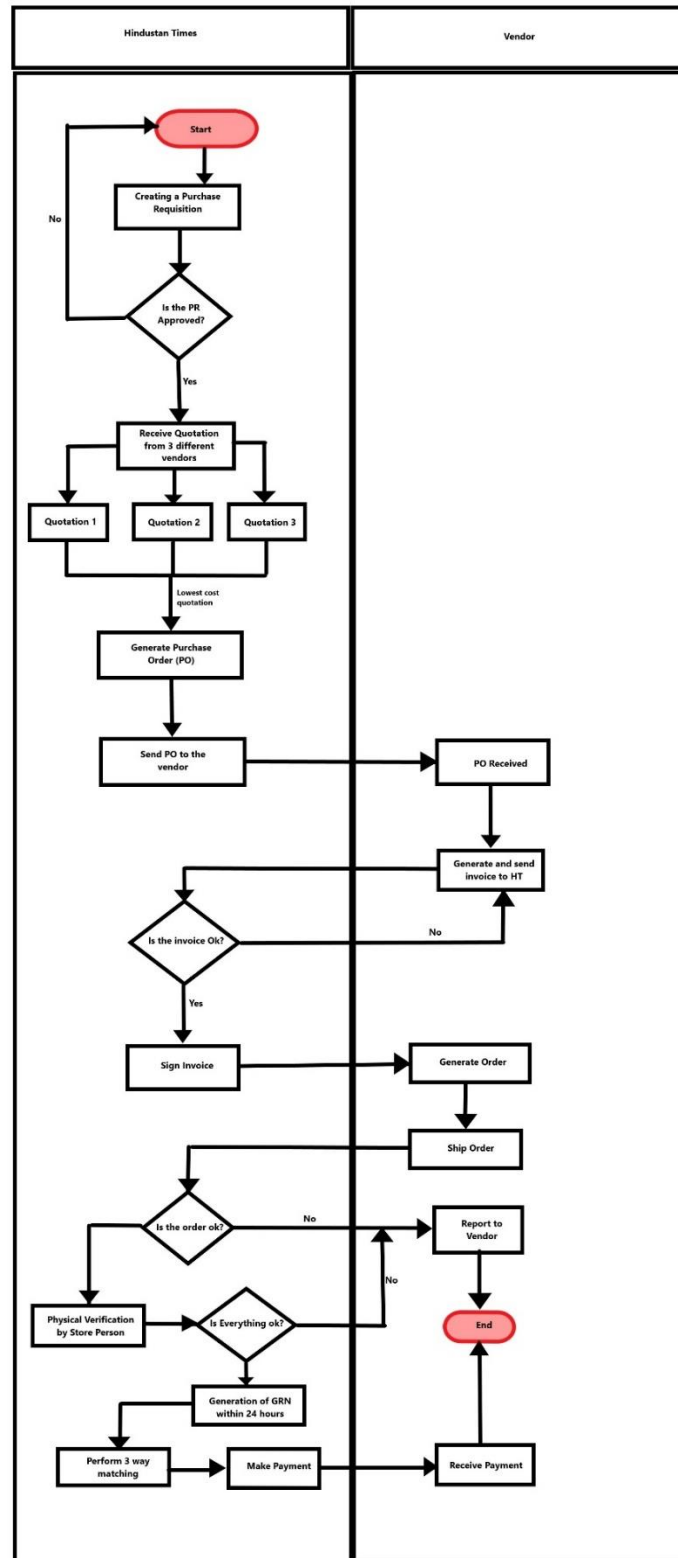 Hindustan Times
Vendor
Start
Creating a Purchase
Requisition
No
Is the PR
Approved?
Yes
Receive Quotation
from 3 different
vendors
Quotation 1
Quotation 2
Quotation 3
Lowest cost
quotation
Generate Purchase
Order (PO)
Send PO to the
vendor
PO Received
Generate and send
invoice to HT
Is the invoice Ok?
No
Yes
Sign Invoice
Generate Order
Ship Order
Is the order ok?
No
Report to
Vendor
No
Physical Verification
by Store Person
Is Everything ok?
End
Generation of GRN
within 24 hours
Perform 3 way
matching
Make Payment
Receive Payment